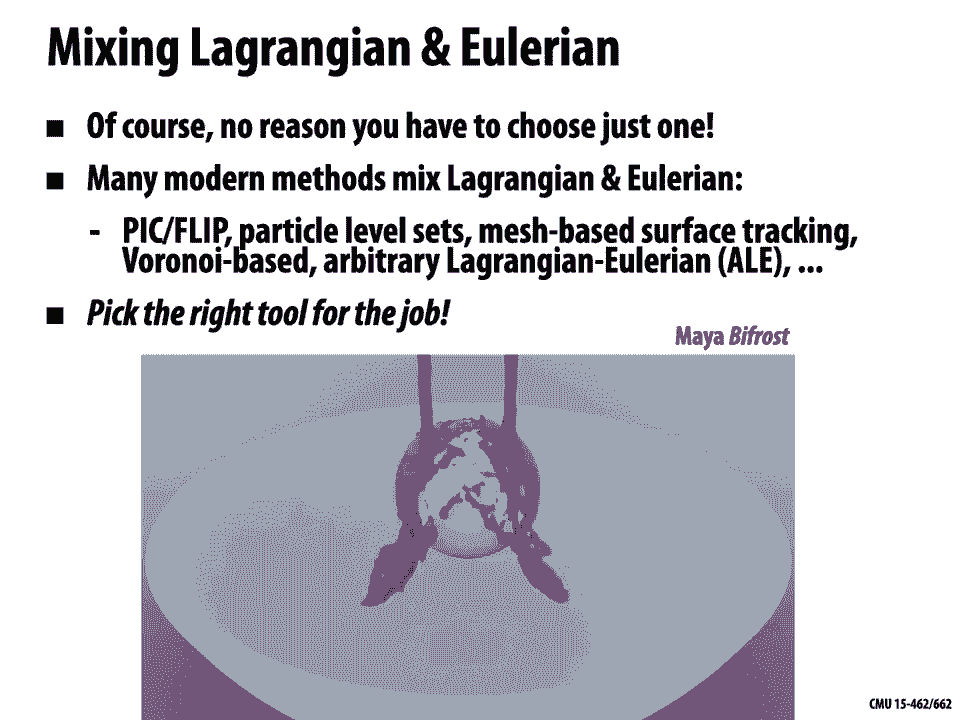 Mixing Lagrangian & Eulerian
■ Of course, no reason you have to choose just one!
■ Many modern methods mix Lagrangian & Eulerian:
- PIC/FLIP, particle level sets, mesh-based surface tracking,
Voronoi-based, arbitrary Lagrangian-Eulerian (ALE), ...
■ Pick the right tool for the job!
Maya Bifrost
CMU 15-462/662